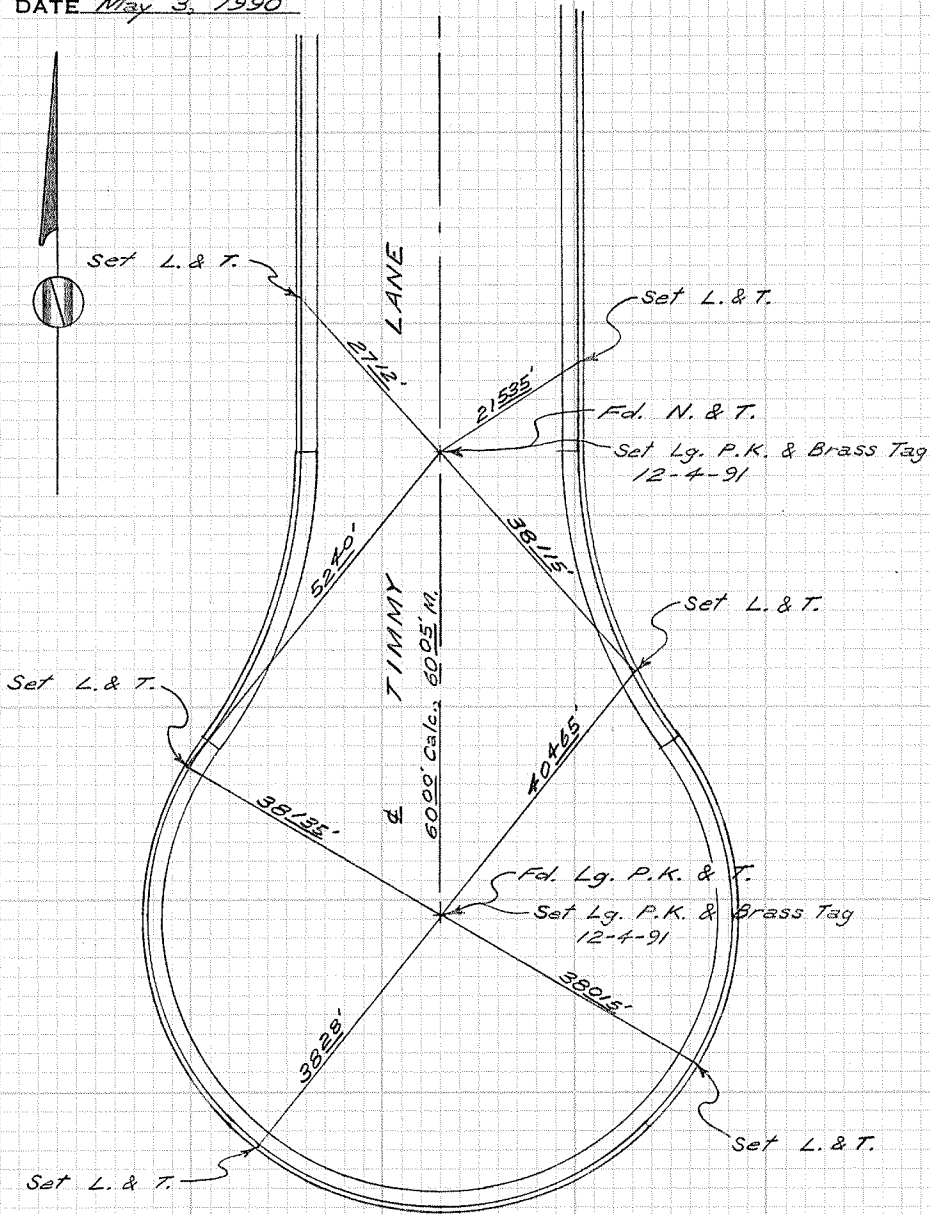 DATE May 3, 1990
Set L. & T.
LANE
Set L. & T.
27.12'
21.535'
Fd. N. & T.
Set Lg. P.K. & Brass Tag
12-4-91
52.40'
38.115'
℄ TIMMY
60.00' Calc., 60.05' M.
Set L. & T.
Set L. & T.
38.135'
40.465'
Fd. Lg. P.K. & T.
Set Lg. P.K. & Brass Tag
12-4-91
38.28'
38.015'
Set L. & T.
Set L. & T.
N